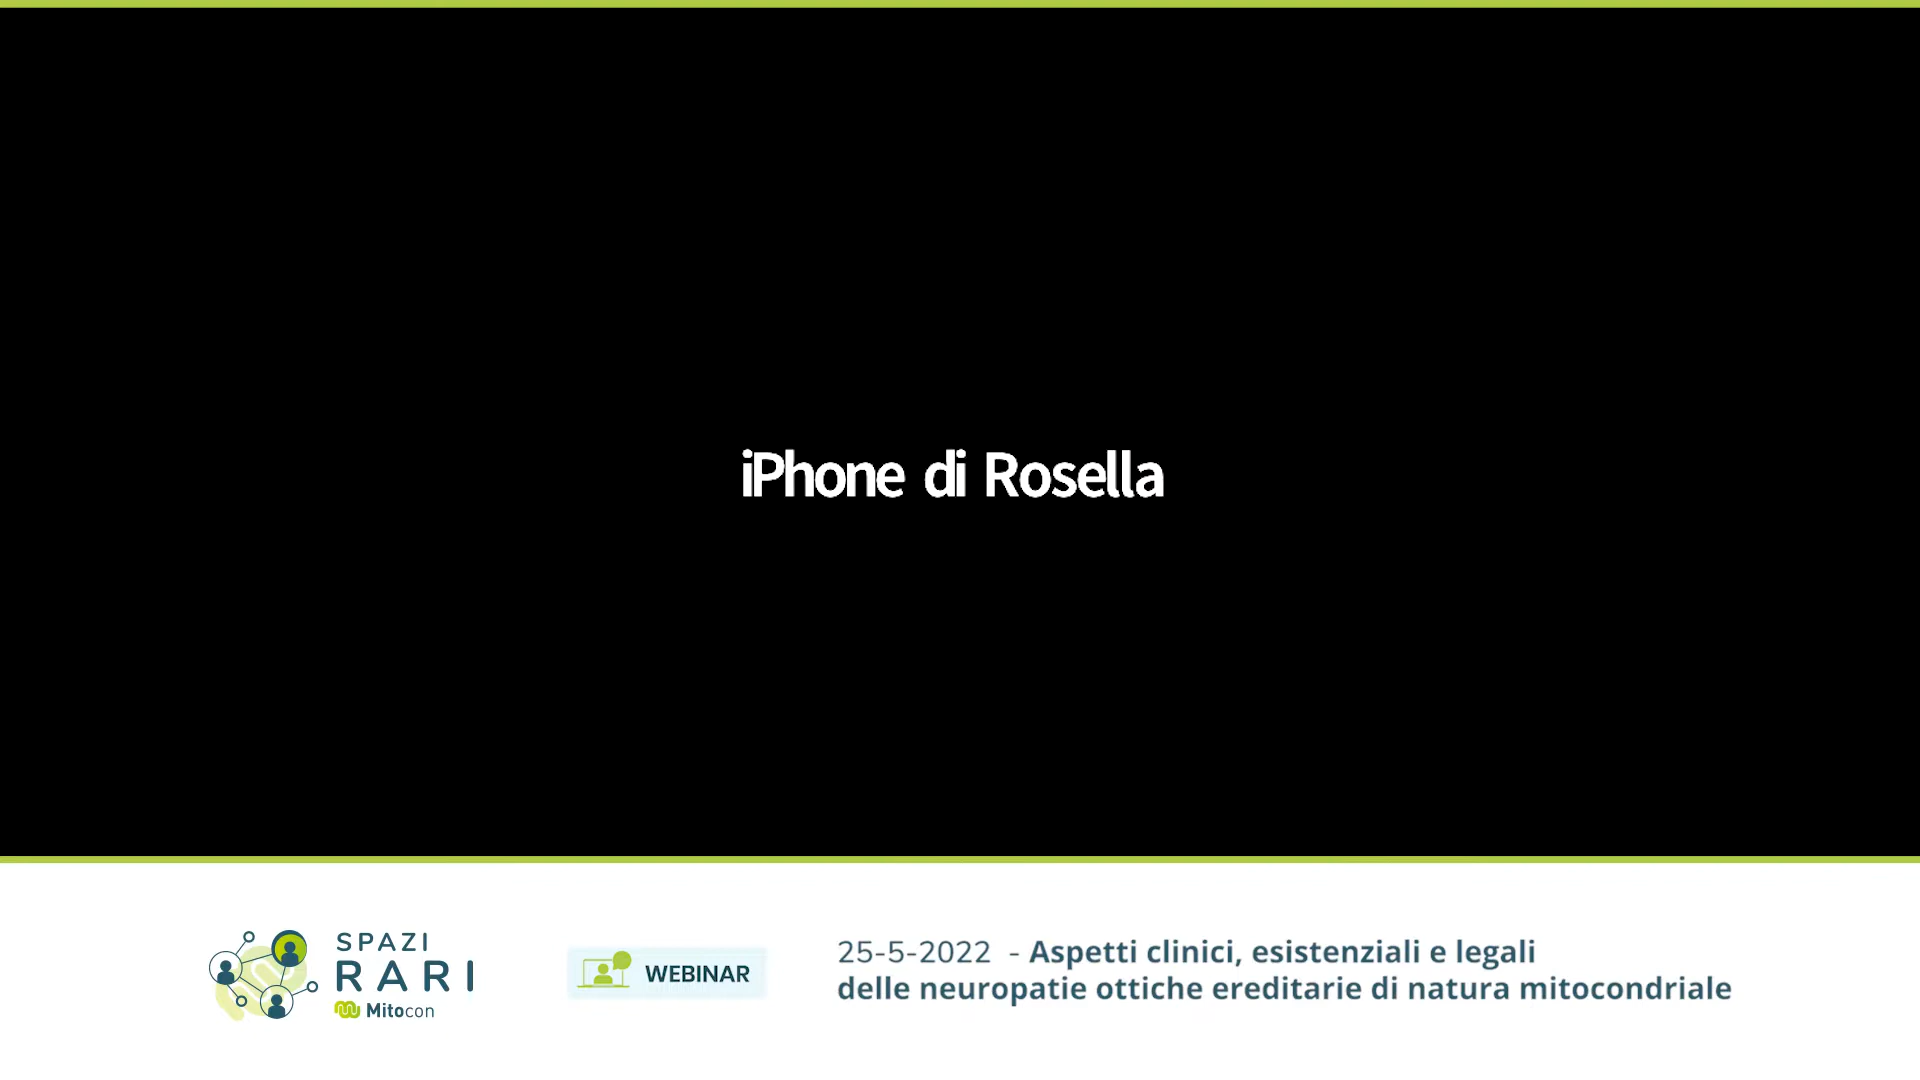 iPhone di Rosella
SPAZI
RARI
Mitocon
WEBINAR
25-5-2022 - Aspetti clinici, esistenziali e legali
delle neuropatie ottiche ereditarie di natura mitocondriale